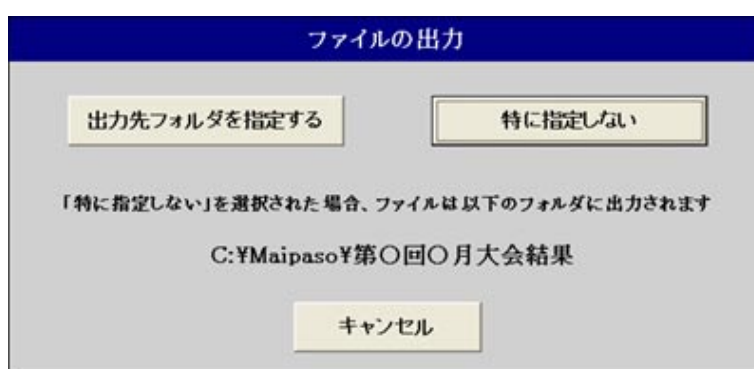 ファイルの出力
出力先フォルダを指定する
特に指定しない
「特に指定しない」を選択された場合、ファイルは以下のフォルダに出力されます
C:¥Maipaso¥第〇回〇月大会結果
キャンセル